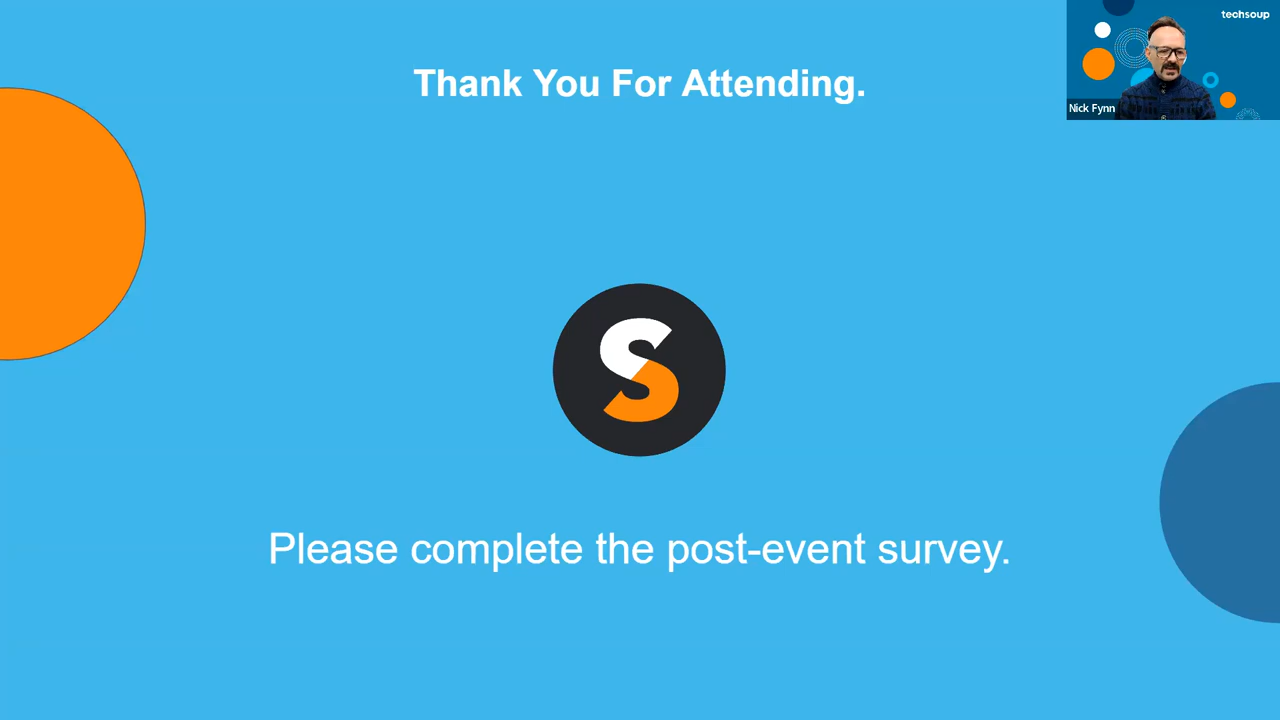 techsoup
Thank You For Attending.
Nick Fynn
S
Please complete the post-event survey.